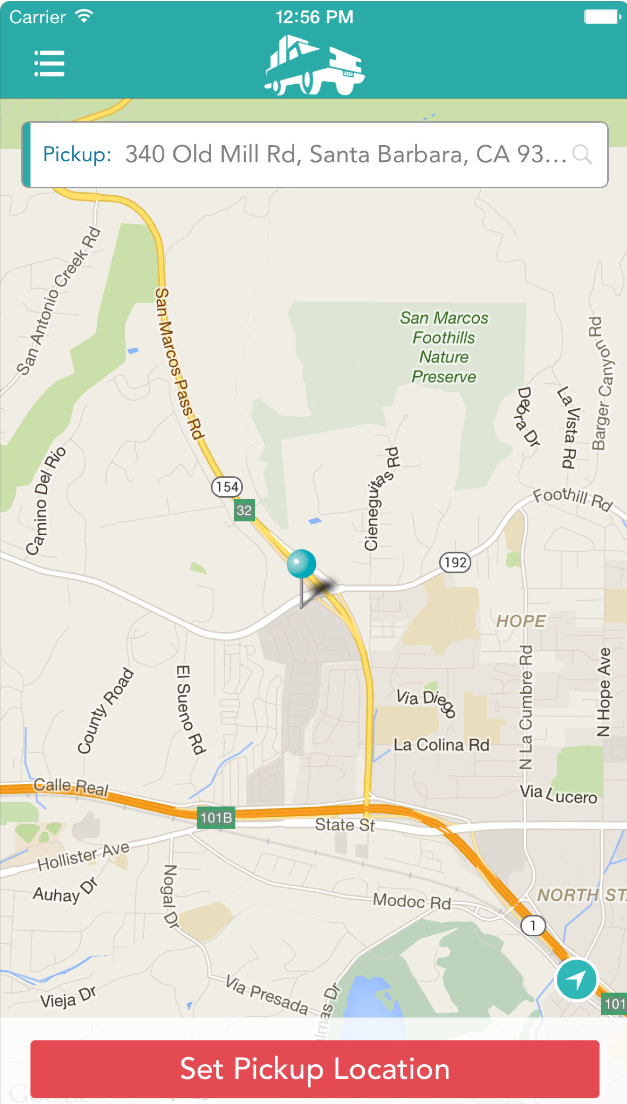 Carrier 12:56 PM
Pickup: 340 Old Mill Rd, Santa Barbara, CA 93...
San Antonio Creek Rd
San Marcos Pass Rd
San Marcos
Foothills
Nature
Preserve
Debra Dr
La Vista Rd
Barger Canyon Rd
Camino Del Rio
154
32
Cieneguitas Rd
Foothill Rd
192
HOPE
County Road
El Sueno Rd
Via Diego
N La Cumbre Rd
N Hope Ave
La Colina Rd
Calle Real
Via Lucero
101B
State St
Hollister Ave
Auhay Dr
Nogal Dr
Modoc Rd
NORTH ST
1
Vieja Dr
Via Presada
lmas Dr
101
Set Pickup Location
Google